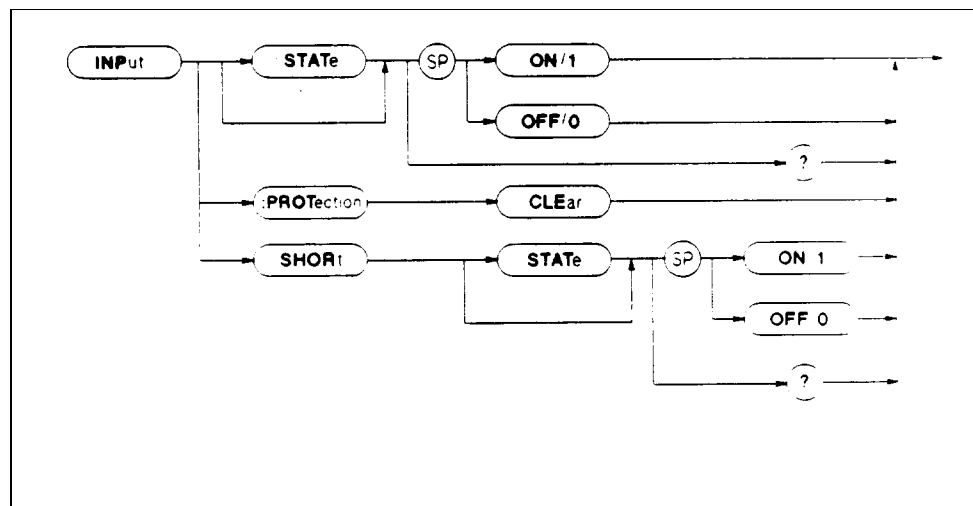 INPut STATe SP ON/1
OFF/0
?
:PROTection CLEar
SHORt STATe SP ON 1
OFF 0
?